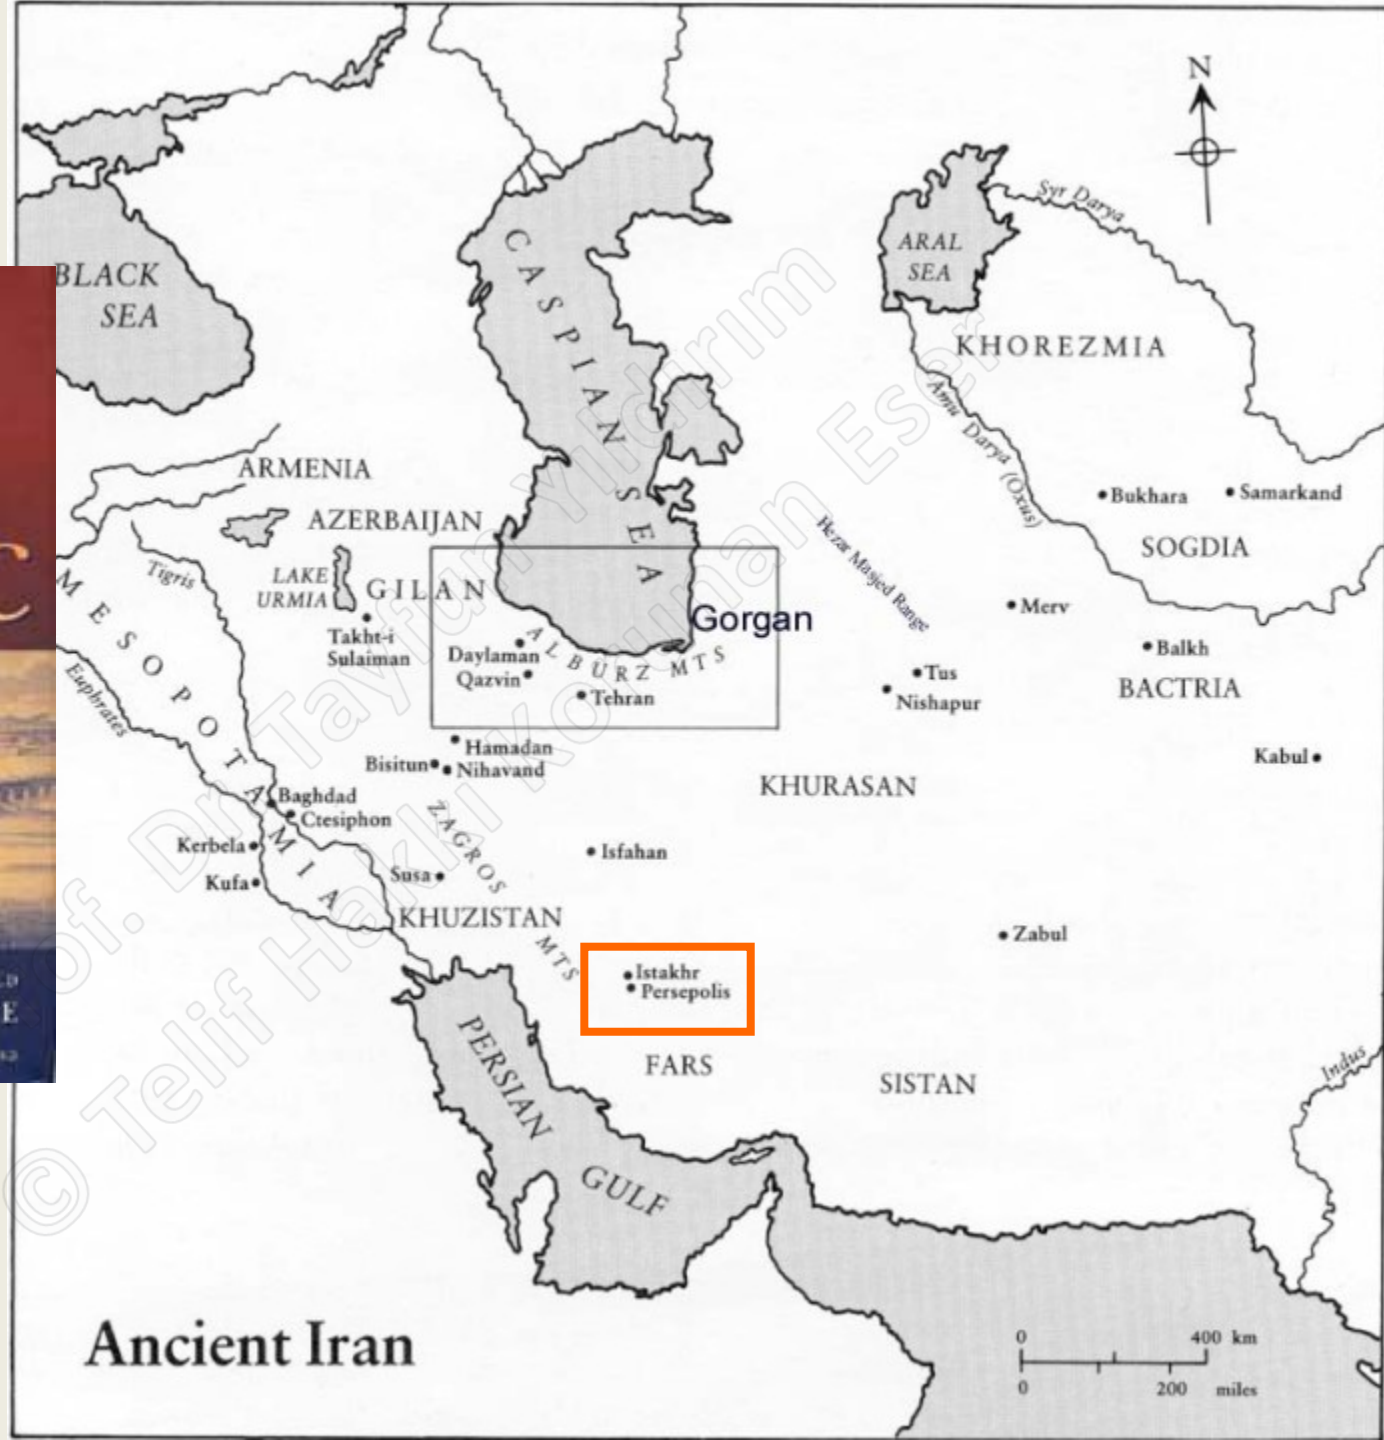 N
Syr Darya
ARAL
SEA
BLACK
SEA
CASPIAN SEA
KHOREZMIA
Amu Darya (Oxus)
ARMENIA
Bukhara
Samarkand
AZERBAIJAN
Hezar Masjed Range
SOGDIA
Tigris
LAKE
URMIA
GILAN
MESOPOTAMIA
Gorgan
Merv
Takht-i
Sulaiman
Daylaman
ALBURZ MTS
Balkh
Euphrates
Qazvin
Tus
BACTRIA
Tehran
Nishapur
Hamadan
Bisitun
Nihavand
Kabul
KHURASAN
Baghdad
Ctesiphon
ZAGROS MTS
Kerbela
Isfahan
Kufa
Susa
KHUZISTAN
Zabul
Istakhr
Persepolis
E
PERSIAN GULF
FARS
SISTAN
Indus
Ancient Iran
0 400 km
0 200 miles
of. Dr Tayfun Yıldırım
© Telif Hakkı Korunan Eser